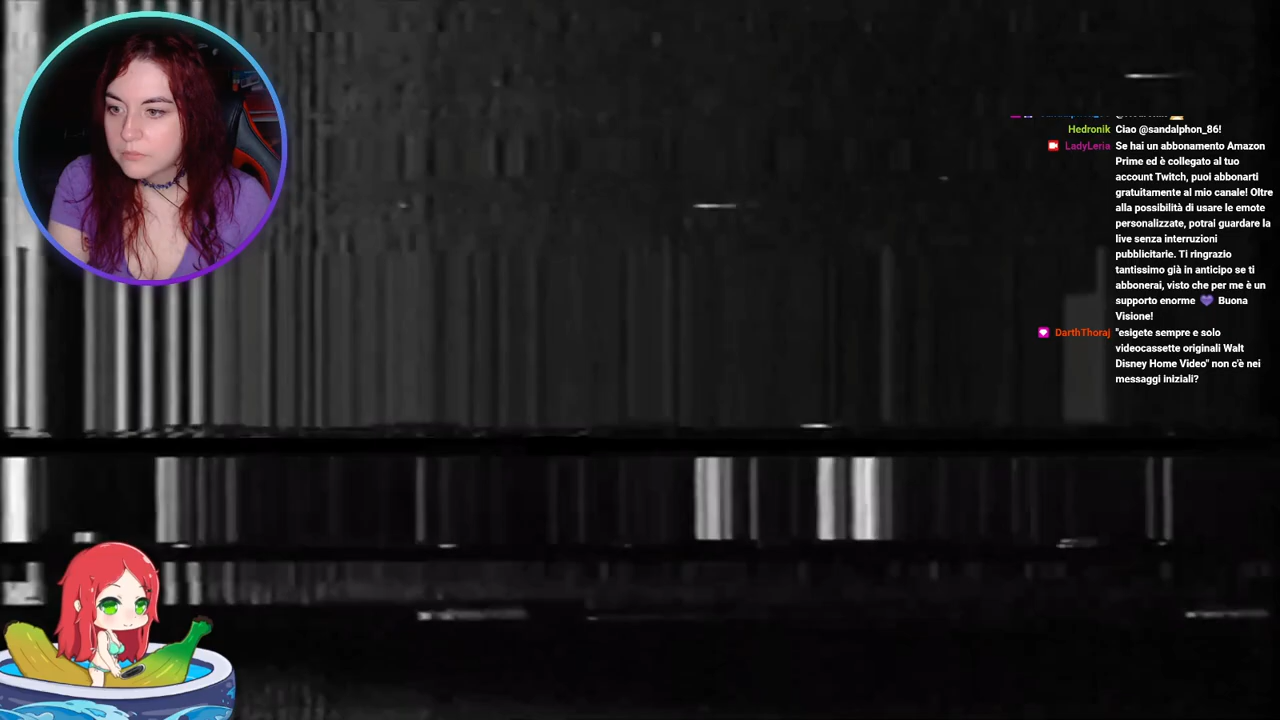 Hedronik Ciao @sandalphon_86!
LadyLeria Se hai un abbonamento Amazon
Prime ed è collegato al tuo
account Twitch, puoi abbonarti
gratuitamente al mio canale! Oltre
alla possibilità di usare le emote
personalizzate, potrai guardare la
live senza interruzioni
pubblicitarie. Ti ringrazio
tantissimo già in anticipo se ti
abbonerai, visto che per me è un
supporto enorme 💜 Buona
Visione!
DarthThoraj "esigete sempre e solo
videocassette originali Walt
Disney Home Video" non c'è nei
messaggi iniziali?